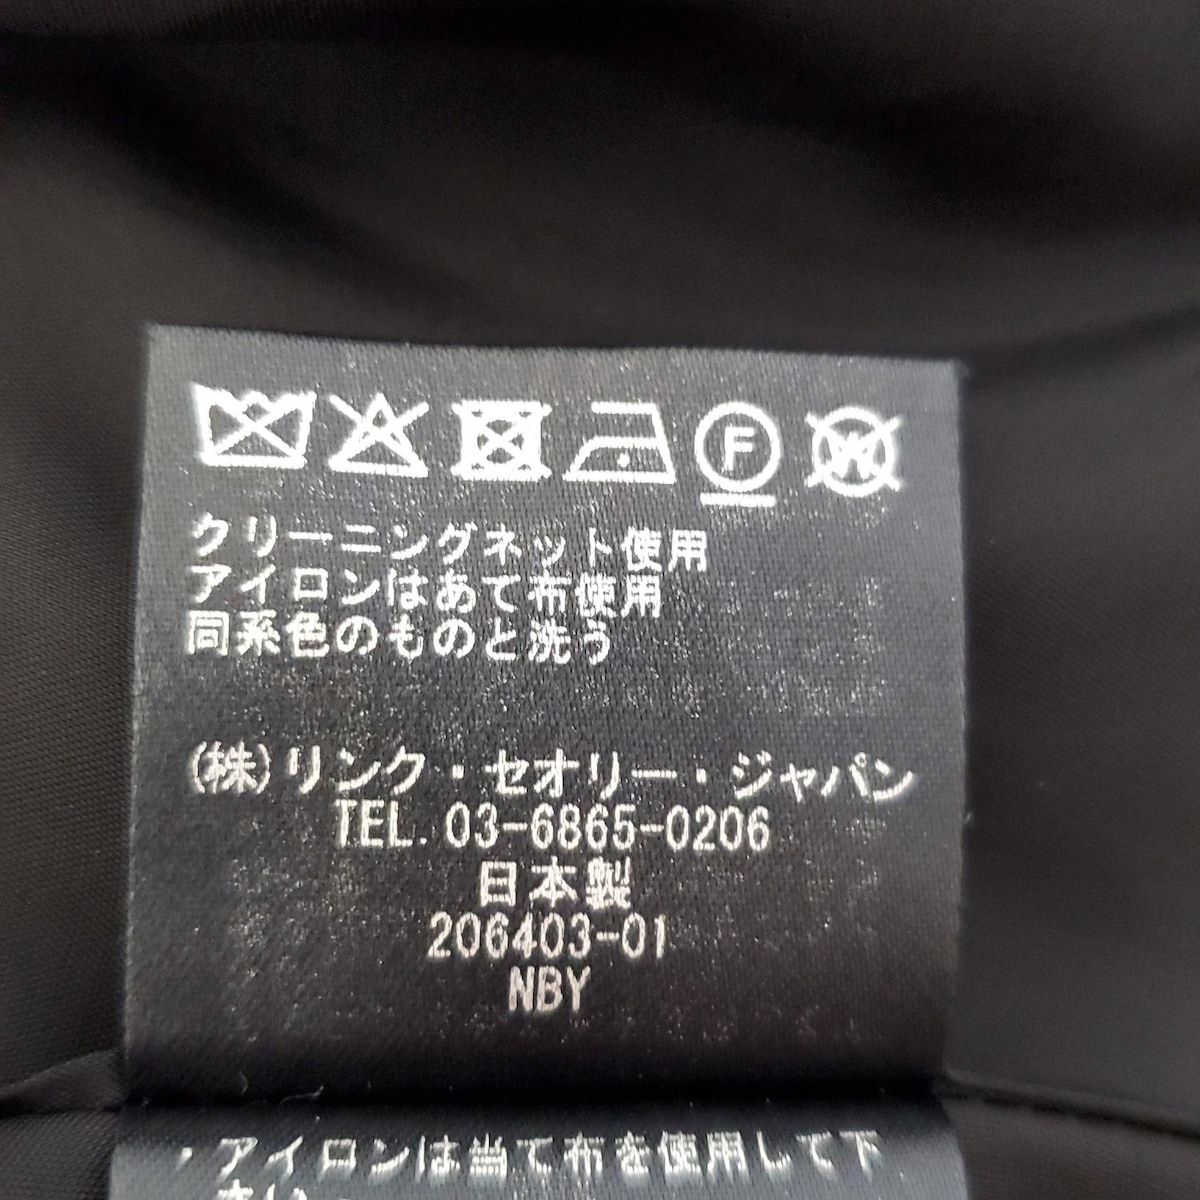 F W
クリーニングネット使用
アイロンはあて布使用
同系色のものと洗う
(株)リンク・セオリー・ジャパン
TEL. 03-6865-0206
日本製
206403-01
NBY
・アイロンは当て布を使用して下
さい。